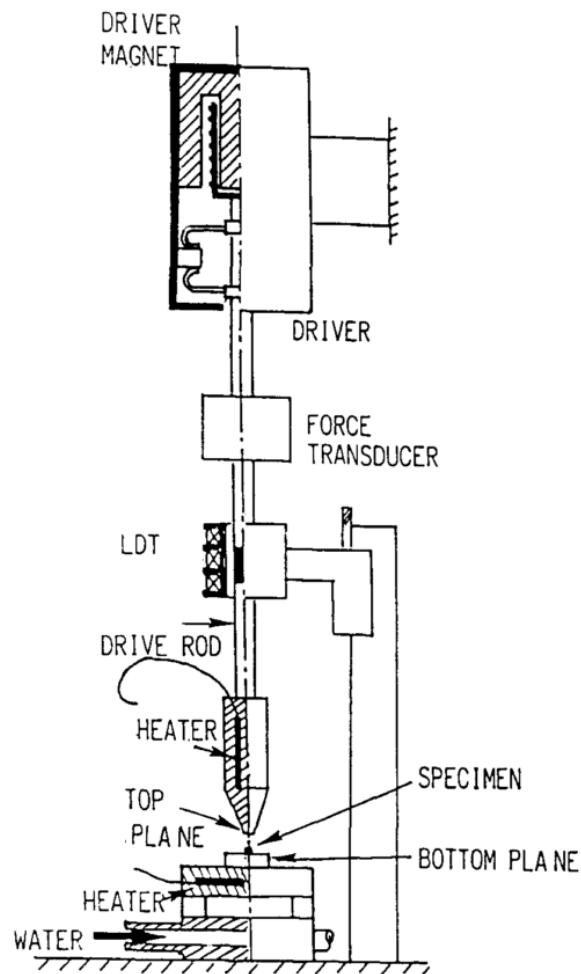 DRIVER
MAGNET
DRIVER
FORCE
TRANSDUCER
LDT
DRIVE ROD
HEATER
TOP
PLANE
SPECIMEN
BOTTOM PLANE
HEATER
WATER